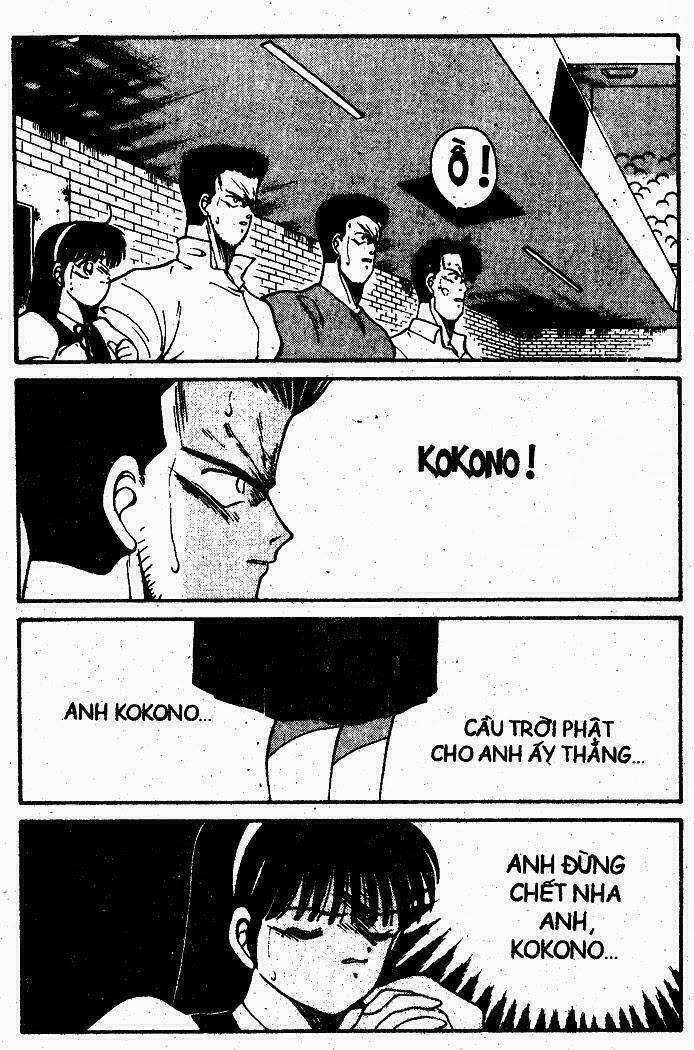 Ồ!
KOKONO!
ANH KOKONO...
CẦU TRỜI PHẬT
CHO ANH ẤY THẮNG...
ANH ĐỪNG
CHẾT NHA
ANH,
KOKONO...